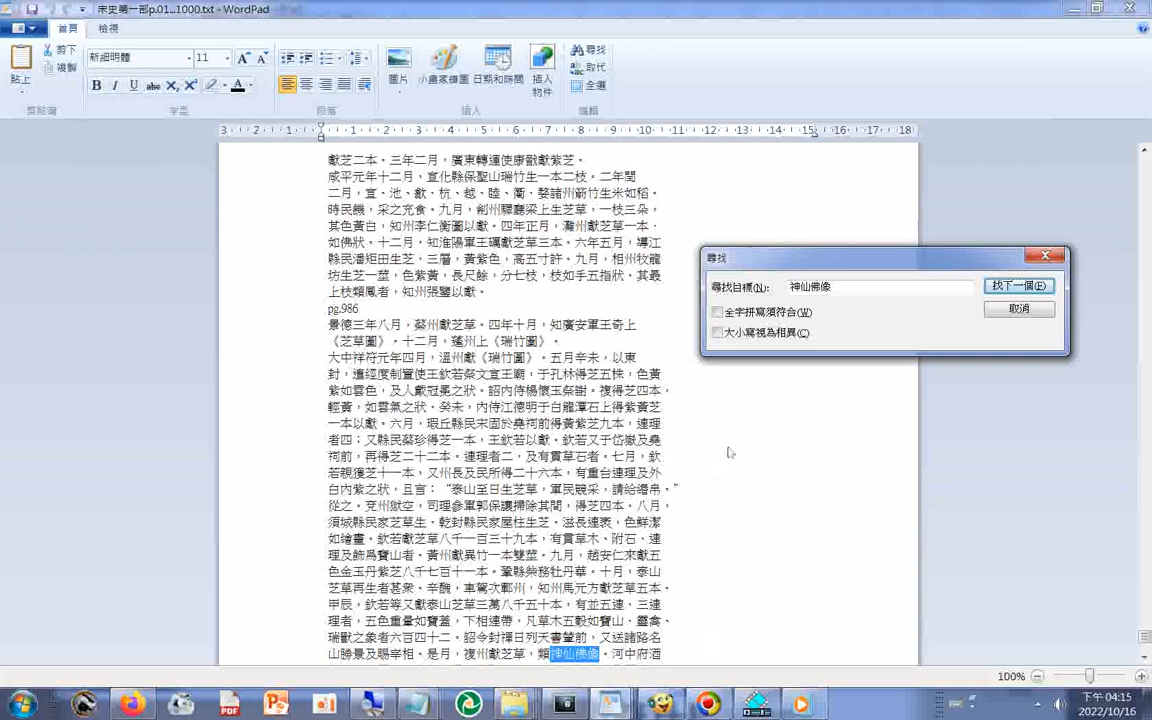 宋史第一部p.01...1000.txt - WordPad
首頁
檢視
貼上
剪下
複製
剪貼簿
新細明體
11
字型
段落
圖片
小畫家繪圖
日期和時間
插入物件
插入
尋找
取代
全選
編輯
3 2 1 1 2 3 4 5 6 7 8 9 10 11 12 13 14 15 16 17 18
獻芝二本。三年二月，廣東轉運使康戩獻紫芝。
咸平元年十二月，宣化縣保聖山瑞竹生一本二枝。二年閏
二月，宣、池、歙、杭、越、睦、衢、婺諸州箭竹生米如稻。
時民饑，采之充食。九月，劍州驛廳梁上生芝草，一枝三朵，
其色黃白，知州李仁衡圖以獻。四年正月，濰州獻芝草一本，
如佛狀。十二月，知淮陽軍王礪獻芝草三本。六年五月，導江
縣民潘矩田生芝，三層，黃紫色，高五寸許。九月，相州牧龍
坊生芝一莖，色紫黃，長尺餘，分七枝，枝如手五指狀。其最
上枝類鳳者，知州張鑒以獻。
pg.986
景德三年八月，蔡州獻芝草。四年十月，知廣安軍王奇上
《芝草圖》。十二月，蓬州上《瑞竹圖》。
大中祥符元年四月，溫州獻《瑞竹圖》。五月辛未，以東
封，遣經度制置使王欽若祭文宣王廟，于孔林得芝五株，色黃
紫如雲色，及人戴冠冕之狀。詔內侍楊懷玉祭謝。複得芝四本，
輕黃，如雲氣之狀。癸未，內侍江德明于白龍潭石上得紫黃芝
一本以獻。六月，瑕丘縣民宋固於堯祠前得黃紫芝九本，連理
者四；又縣民蔡珍得芝一本，王欽若以獻。欽若又于岱嶽及堯
祠前，再得芝二十二本。連理者二，及有貫草石者。七月，欽
若親獲芝十一本，又州長及民所得二十六本，有重台連理及外
白內紫之狀，且言：“泰山至日生芝草，軍民競采，請給緡帛。”
從之。兗州獄空，司理參軍郭保讓掃除其間，得芝四本。八月，
須城縣民家芝草生。乾封縣民家屋柱生芝。滋長連袤，色鮮潔
如繪畫。欽若獻芝草八千一百三十九本，有貫草木、附石、連
理及飾爲寶山者。黃州獻異竹一本雙莖。九月，趙安仁來獻五
色金玉丹紫芝八千七百十一本。鞏縣柴務牡丹華。十月，泰山
芝草再生者甚衆。辛醜，車駕次鄆州，知州馬元方獻芝草五本。
甲辰，欽若等又獻泰山芝草三萬八千五十本，有並五連、三連
理者，五色重暈如寶蓋，下相連帶，凡草木五穀如寶山、靈禽、
瑞獸之象者六百四十二。詔令封禪日列天書輦前，又送諸路名
山勝景及賜宰相。是月，複州獻芝草，類神仙佛像。河中府酒
尋找
尋找目標(N):
神仙佛像
找下一個(F)
取消
全字拼寫須符合(W)
大小寫視為相異(C)
100%
下午 04:15
2022/10/16